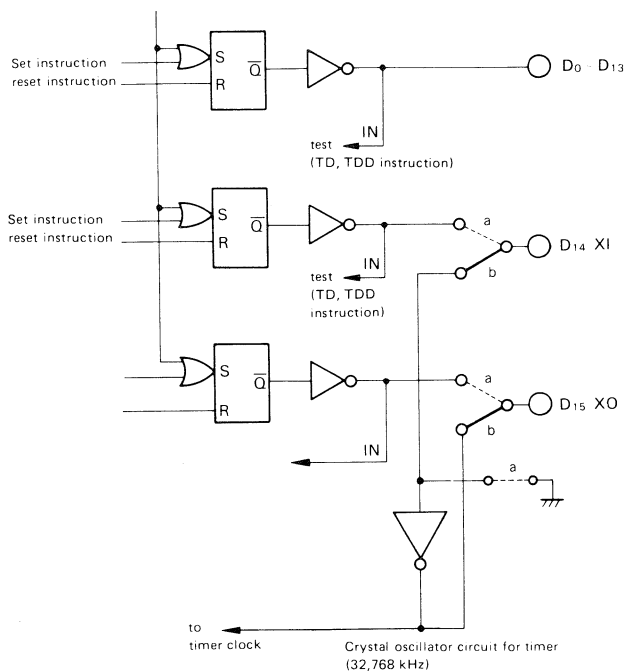 Set instruction
reset instruction
S
R
Q̅
D₀ - D₁₃
IN
test
(TD, TDD instruction)
Set instruction
reset instruction
S
R
Q̅
a
b
D₁₄ XI
IN
test
(TD, TDD
instruction)
S
R
Q̅
a
b
D₁₅ XO
IN
a
to
timer clock
Crystal oscillator circuit for timer
(32,768 kHz)